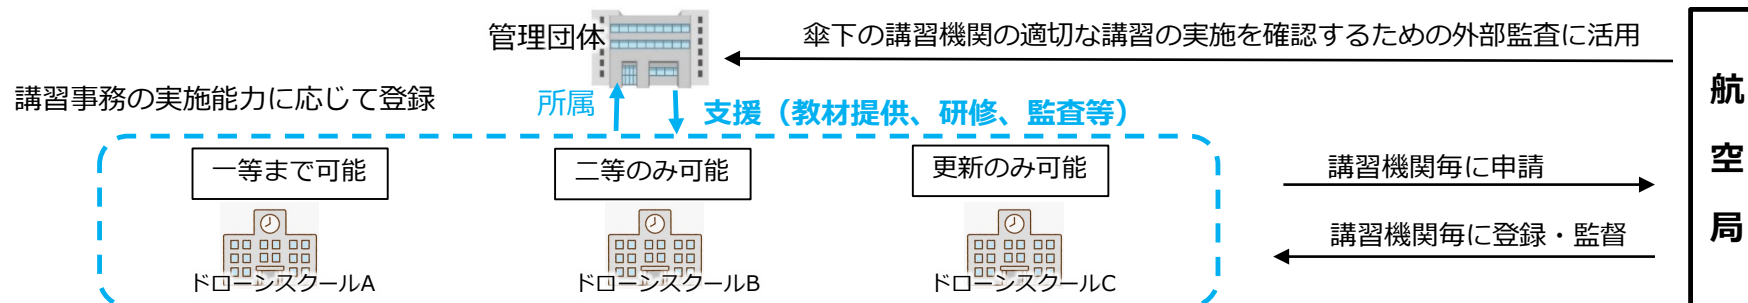 管理団体
傘下の講習機関の適切な講習の実施を確認するための外部監査に活用
講習事務の実施能力に応じて登録
所属
支援（教材提供、研修、監査等）
一等まで可能
二等のみ可能
更新のみ可能
講習機関毎に申請
講習機関毎に登録・監督
ドローンスクールA
ドローンスクールB
ドローンスクールC
航空局